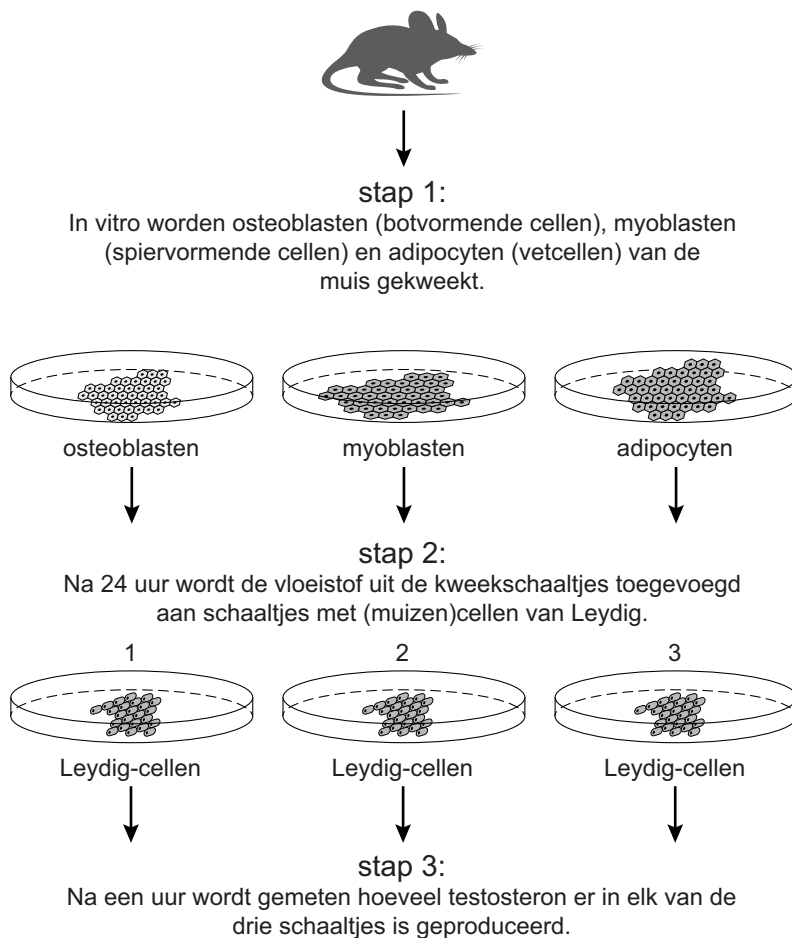 stap 1:
In vitro worden osteoblasten (botvormende cellen), myoblasten
(spiervormende cellen) en adipocyten (vetcellen) van de
muis gekweekt.
osteoblasten myoblasten adipocyten
stap 2:
Na 24 uur wordt de vloeistof uit de kweekschaaltjes toegevoegd
aan schaaltjes met (muizen)cellen van Leydig.
1 2 3
Leydig-cellen Leydig-cellen Leydig-cellen
stap 3:
Na een uur wordt gemeten hoeveel testosteron er in elk van de
drie schaaltjes is geproduceerd.